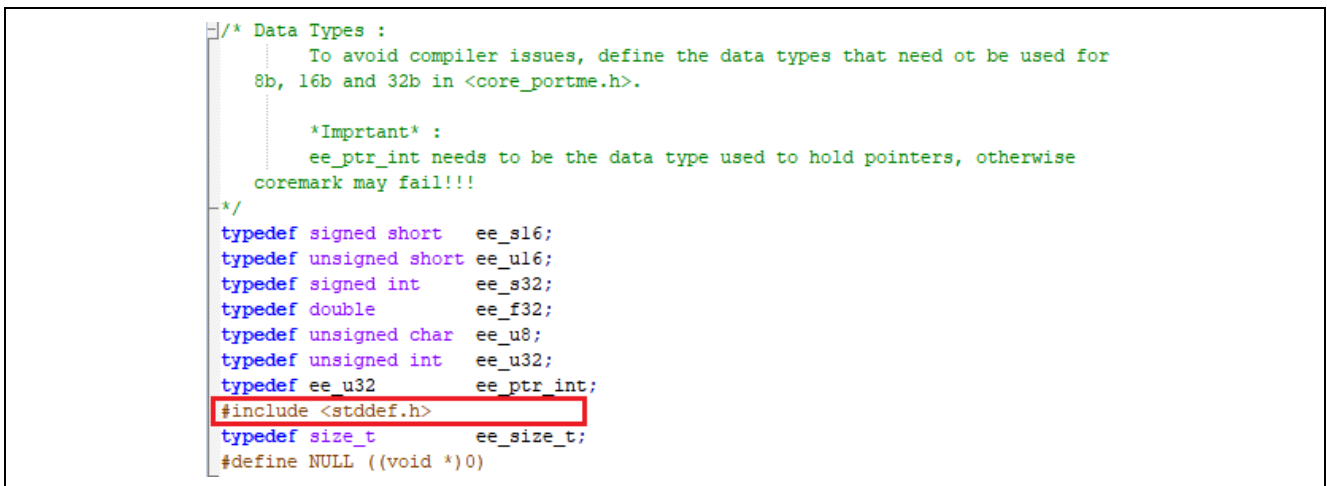 /* Data Types :
To avoid compiler issues, define the data types that need ot be used for
8b, 16b and 32b in <core_portme.h>.
*Imprtant* :
ee_ptr_int needs to be the data type used to hold pointers, otherwise
coremark may fail!!!
*/
typedef signed short ee_s16;
typedef unsigned short ee_u16;
typedef signed int ee_s32;
typedef double ee_f32;
typedef unsigned char ee_u8;
typedef unsigned int ee_u32;
typedef ee_u32 ee_ptr_int;
#include <stddef.h>
typedef size_t ee_size_t;
#define NULL ((void *)0)